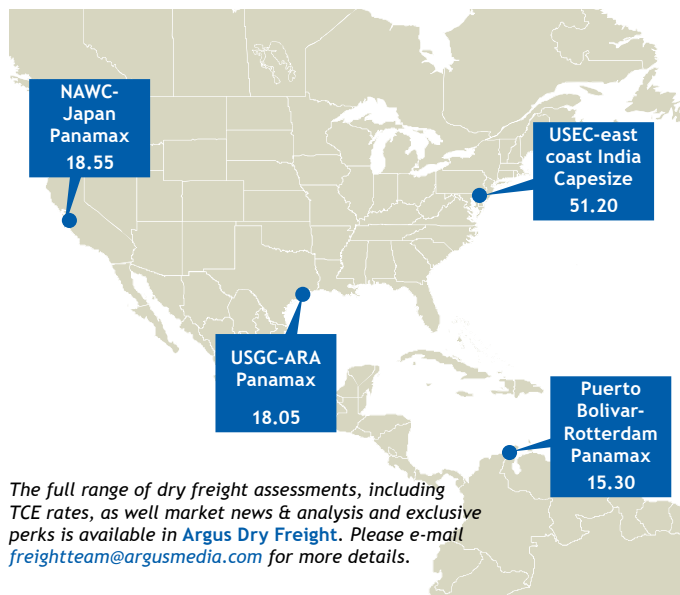 NAWC-
Japan
Panamax
18.55
USEC-east
coast India
Capesize
51.20
USGC-ARA
Panamax
18.05
Puerto
Bolivar-
Rotterdam
Panamax
15.30
The full range of dry freight assessments, including
TCE rates, as well market news & analysis and exclusive
perks is available in Argus Dry Freight. Please e-mail
freightteam@argusmedia.com for more details.